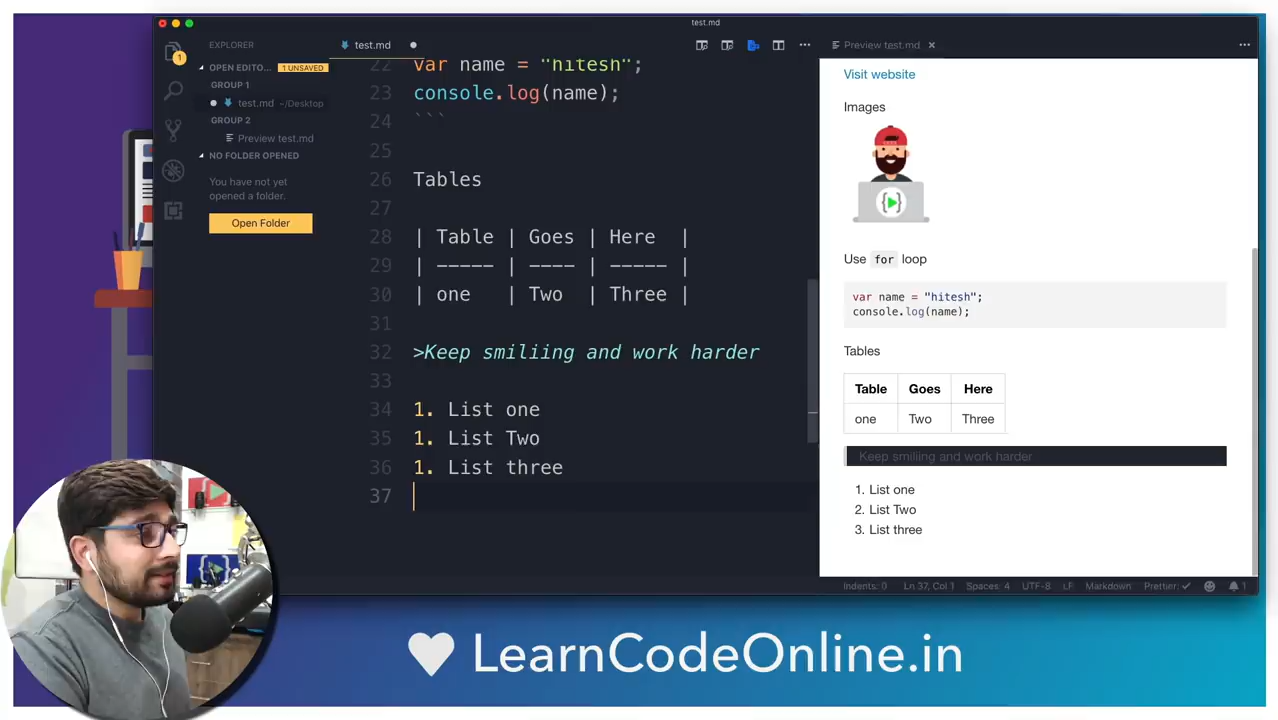 test.md
EXPLORER
OPEN EDITO... 1 UNSAVED
GROUP 1
test.md ~/Desktop
GROUP 2
Preview test.md
NO FOLDER OPENED
You have not yet
opened a folder.
Open Folder
1
test.md
22 var name = "hitesh";
23 console.log(name);
24 ```
25
26 Tables
27
28 | Table | Goes | Here |
29 | ----- | ---- | ----- |
30 | one | Two | Three |
31
32 >Keep smiliing and work harder
33
34 1. List one
35 1. List Two
36 1. List three
37
Preview test.md
Visit website
Images
{▶}
Use for loop
var name = "hitesh";
console.log(name);
Tables
Table Goes Here
one Two Three
Keep smiliing and work harder
1. List one
2. List Two
3. List three
Indents: 0 Ln 37, Col 1 Spaces: 4 UTF-8 LF Markdown Prettier: ✓ 1
LearnCodeOnline.in